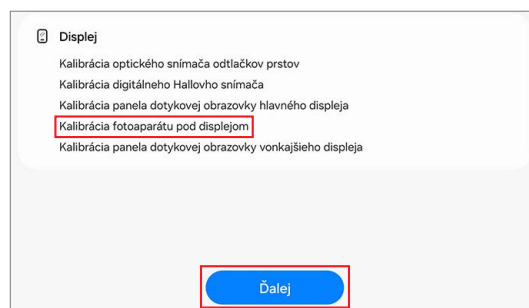 Displej
Kalibrácia optického snímača odtlačkov prstov
Kalibrácia digitálneho Hallovho snímača
Kalibrácia panela dotykovej obrazovky hlavného displeja
Kalibrácia fotoaparátu pod displejom
Kalibrácia panela dotykovej obrazovky vonkajšieho displeja
Ďalej